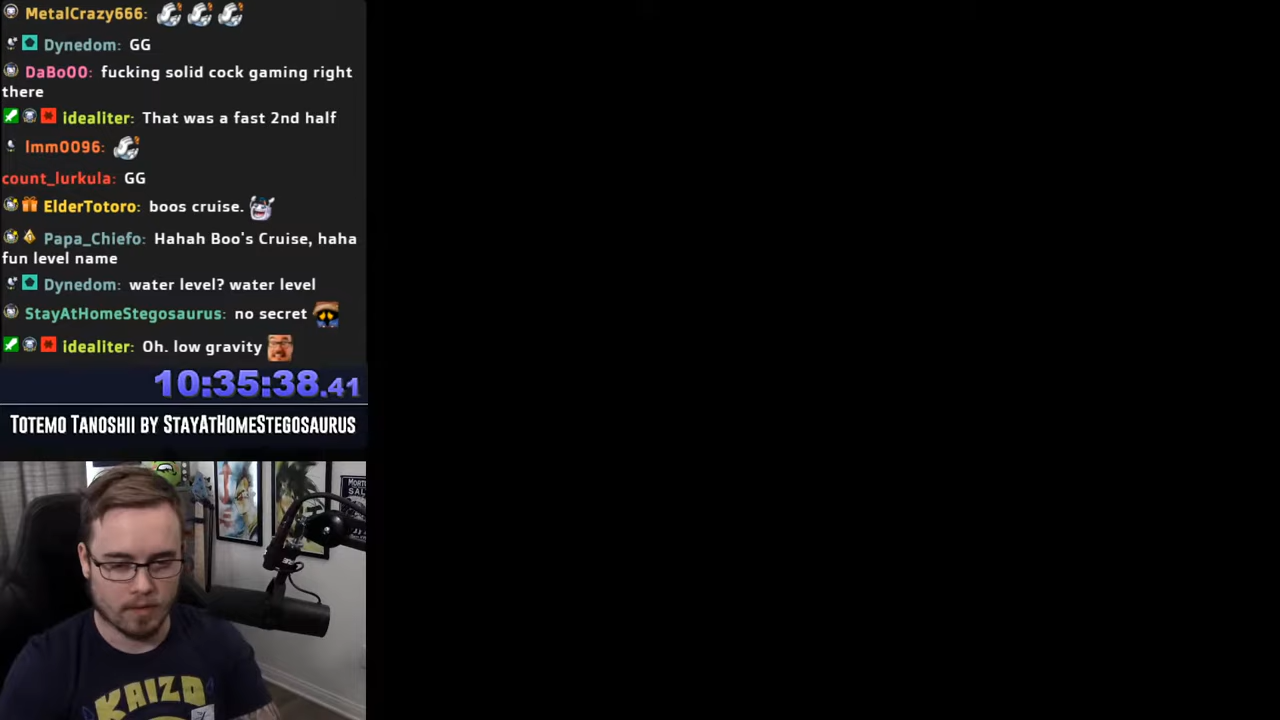 MetalCrazy666:
Dynedom: GG
DaBo00: fucking solid cock gaming right
there
idealiter: That was a fast 2nd half
lmm0096:
count_lurkula: GG
ElderTotoro: boos cruise.
Papa_Chiefo: Hahah Boo's Cruise, haha
fun level name
Dynedom: water level? water level
StayAtHomeStegosaurus: no secret
idealiter: Oh. low gravity
10:35:38.41
TOTEMO TANOSHII BY STAYATHOMESTEGOSAURUS
KAIZO